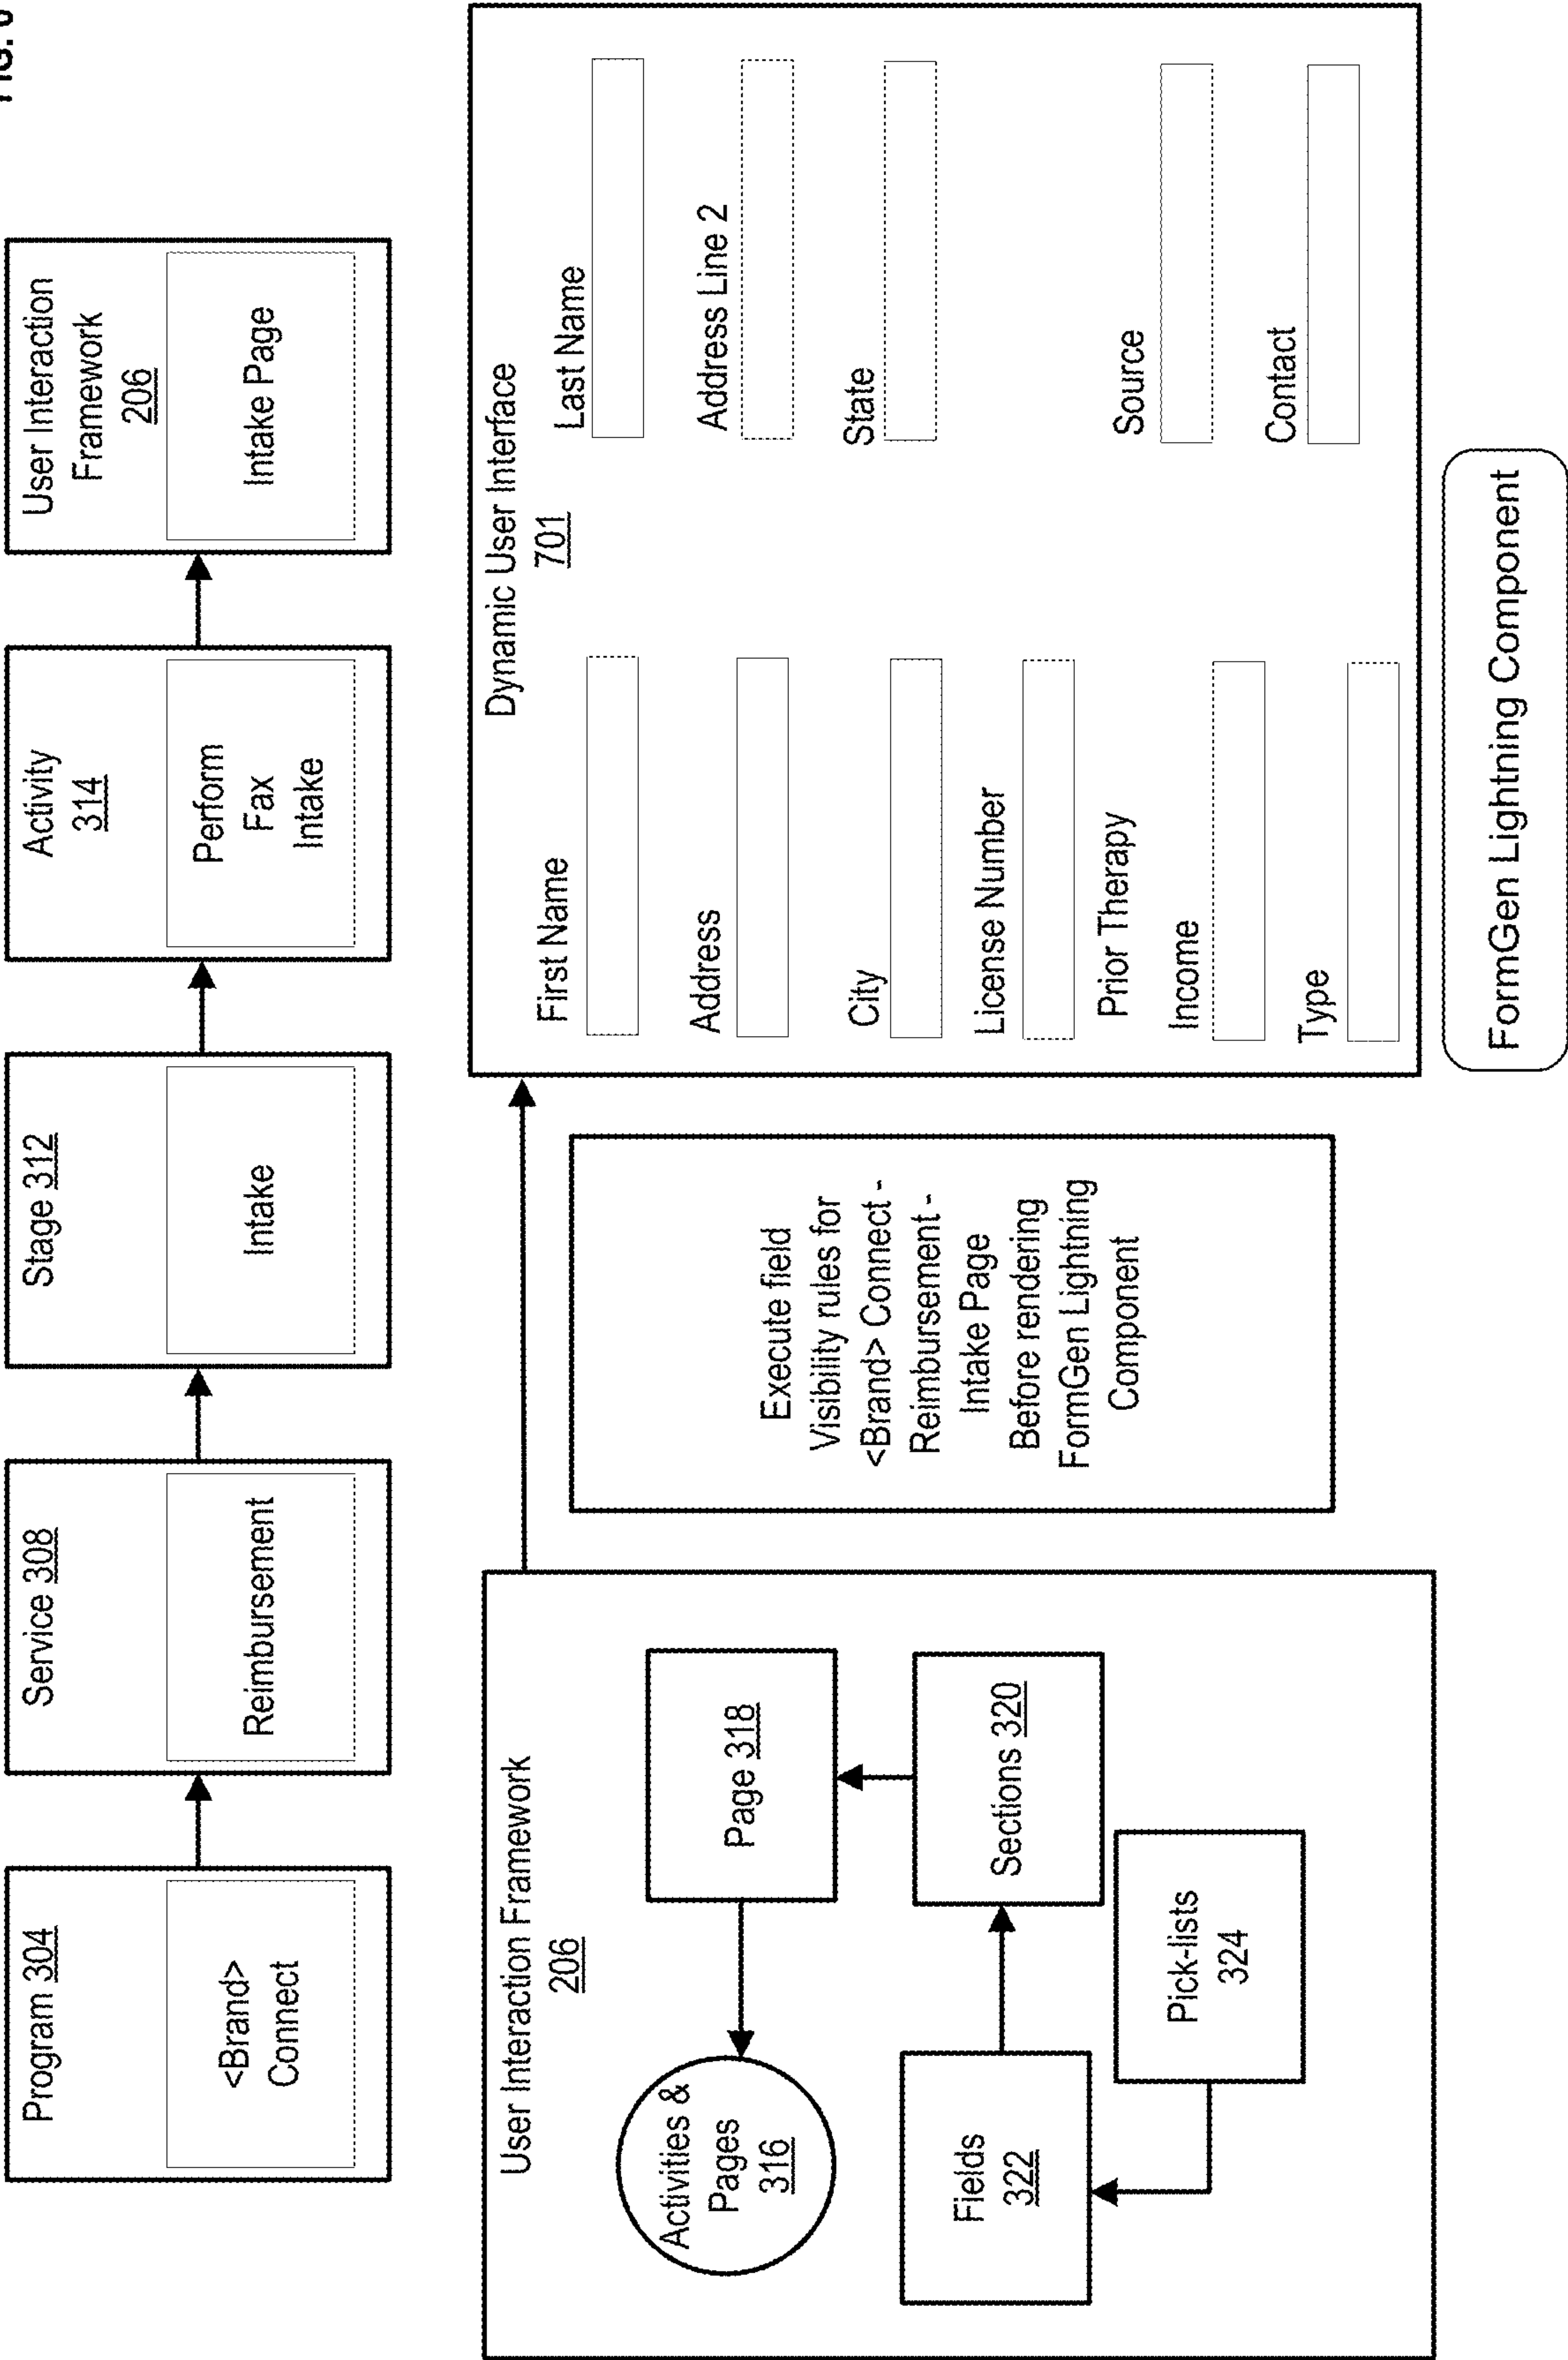 FIG.
Program 304
<Brand>
Connect
Service 308
Reimbursement
Stage 312
Intake
Activity
314
Perform
Fax
Intake
User Interaction
Framework
206
Intake Page
User Interaction Framework
206
Activities &
Pages
316
Page 318
Fields
322
Sections 320
Pick-lists
324
Execute field
Visibility rules for
<Brand> Connect -
Reimbursement -
Intake Page
Before rendering
FormGen Lightning
Component
Dynamic User Interface
701
First Name
Last Name
Address
Address Line 2
City
State
License Number
Prior Therapy
Source
Income
Contact
Type
FormGen Lightning Component